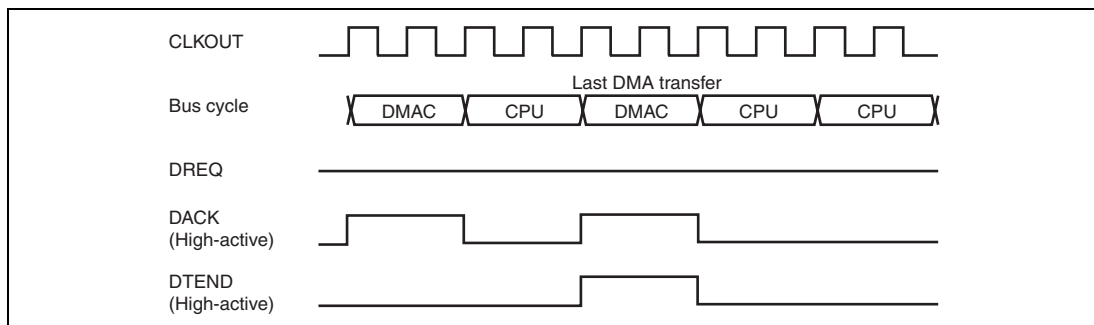 CLKOUT
Last DMA transfer
Bus cycle
DMAC CPU DMAC CPU CPU
DREQ
DACK
(High-active)
DTEND
(High-active)